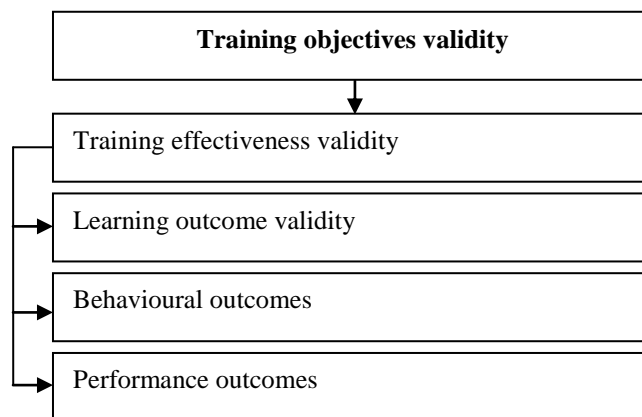 Training objectives validity
Training effectiveness validity
Learning outcome validity
Behavioural outcomes
Performance outcomes